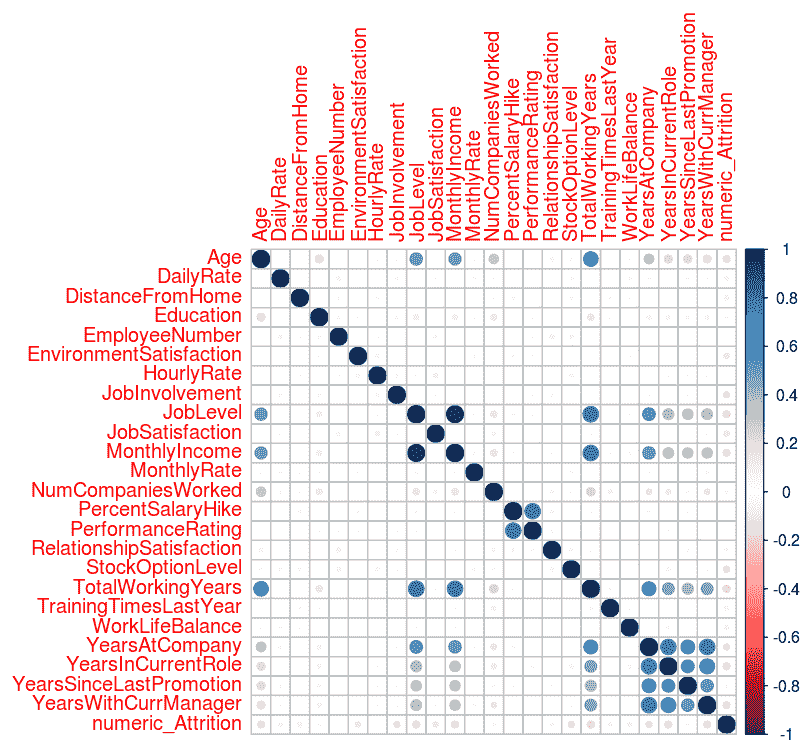 Age
DailyRate
DistanceFromHome
Education
EmployeeNumber
EnvironmentSatisfaction
HourlyRate
JobInvolvement
JobLevel
JobSatisfaction
MonthlyIncome
MonthlyRate
NumCompaniesWorked
PercentSalaryHike
PerformanceRating
RelationshipSatisfaction
StockOptionLevel
TotalWorkingYears
TrainingTimesLastYear
WorkLifeBalance
YearsAtCompany
YearsInCurrentRole
YearsSinceLastPromotion
YearsWithCurrManager
numeric_Attrition
Age
DailyRate
DistanceFromHome
Education
EmployeeNumber
EnvironmentSatisfaction
HourlyRate
JobInvolvement
JobLevel
JobSatisfaction
MonthlyIncome
MonthlyRate
NumCompaniesWorked
PercentSalaryHike
PerformanceRating
RelationshipSatisfaction
StockOptionLevel
TotalWorkingYears
TrainingTimesLastYear
WorkLifeBalance
YearsAtCompany
YearsInCurrentRole
YearsSinceLastPromotion
YearsWithCurrManager
numeric_Attrition
1
0.8
0.6
0.4
0.2
0
-0.2
-0.4
-0.6
-0.8
-1